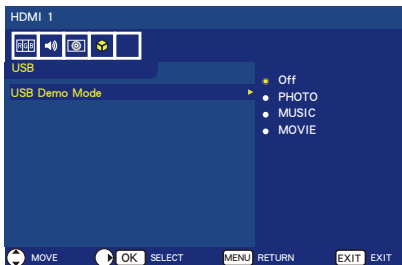 HDMI 1
RGB
USB
USB Demo Mode
Off
PHOTO
MUSIC
MOVIE
MOVE OK SELECT MENU RETURN EXIT EXIT